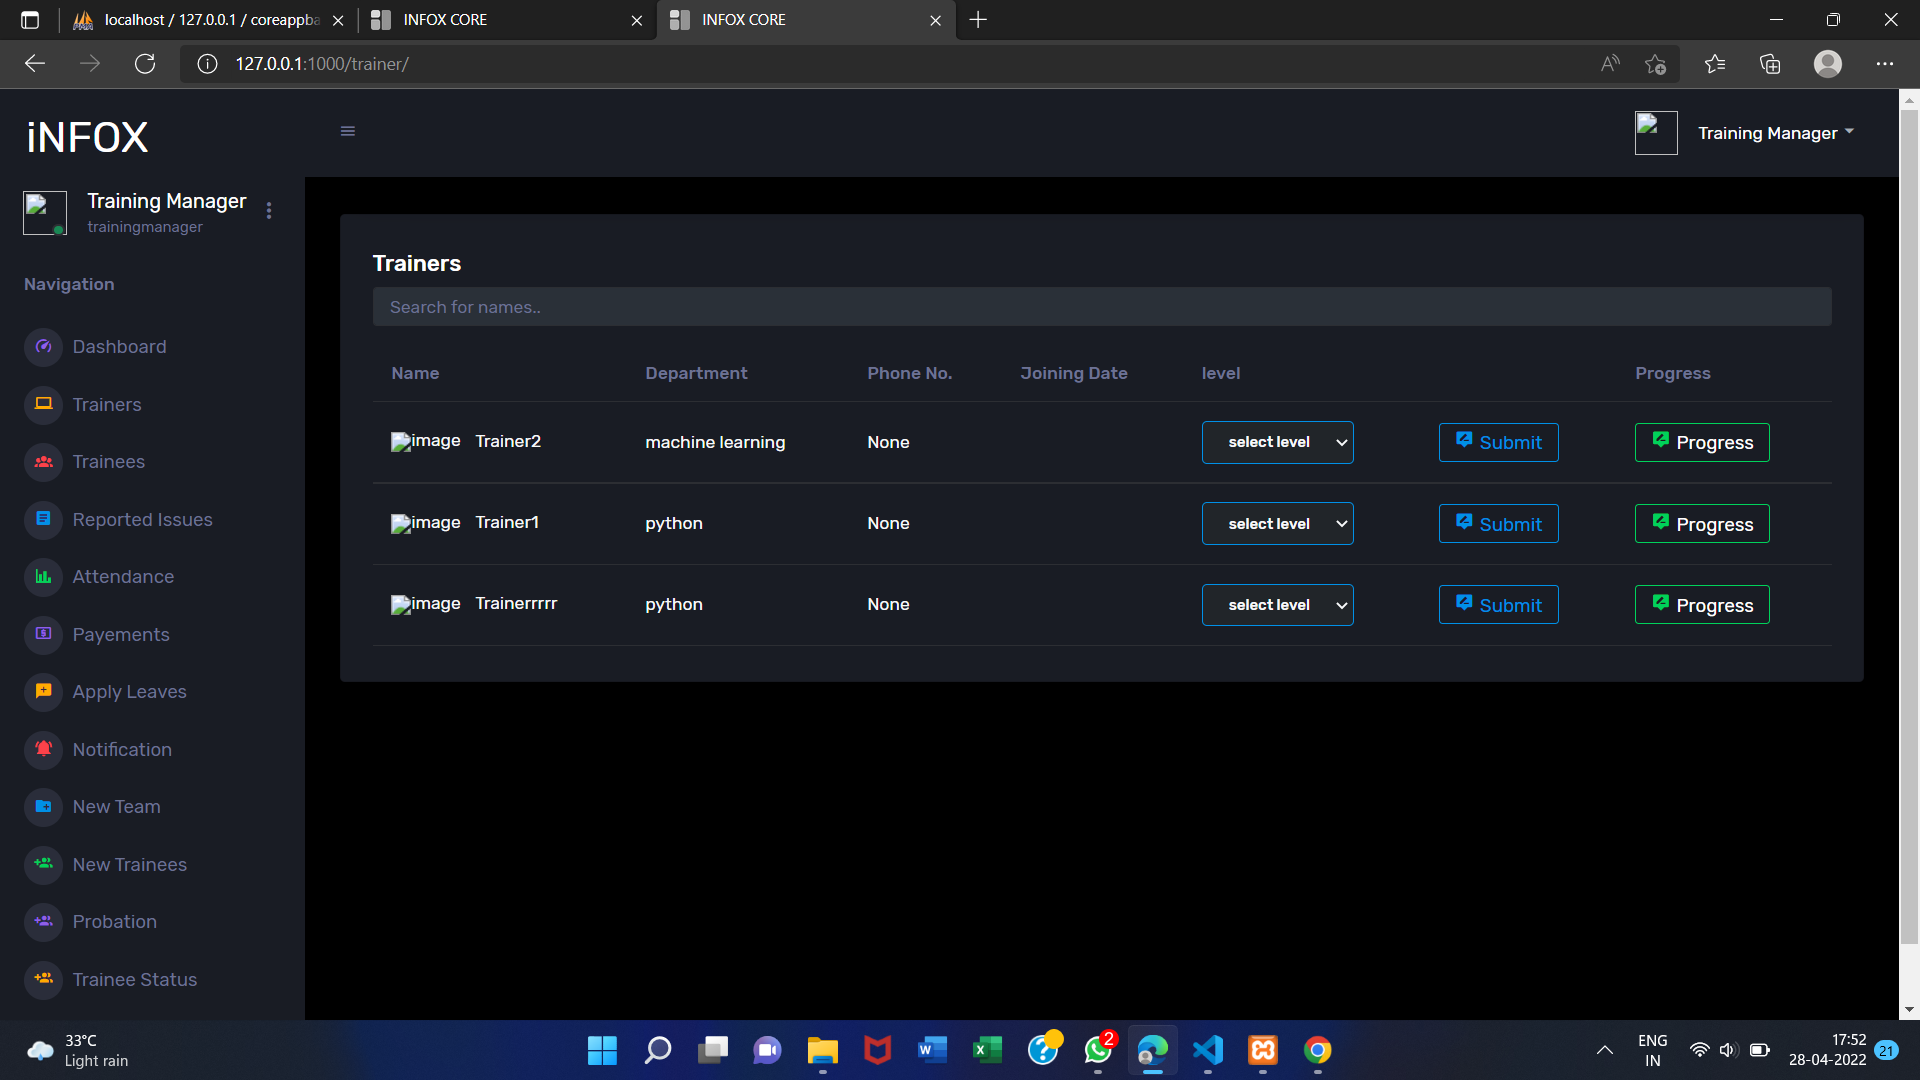 localhost / 127.0.0.1 / coreappba
INFOX CORE
INFOX CORE
127.0.0.1:1000/trainer/
iNFOX
Training Manager
Training Manager
trainingmanager
Navigation
Dashboard
Trainers
Trainees
Reported Issues
Attendance
Payements
Apply Leaves
Notification
New Team
New Trainees
Probation
Trainee Status
Trainers
Search for names..
Name Department Phone No. Joining Date level Progress
image Trainer2 machine learning None select level Submit Progress
image Trainer1 python None select level Submit Progress
image Trainerrrrr python None select level Submit Progress
33°C
Light rain
2
ENG
IN
17:52
28-04-2022
21